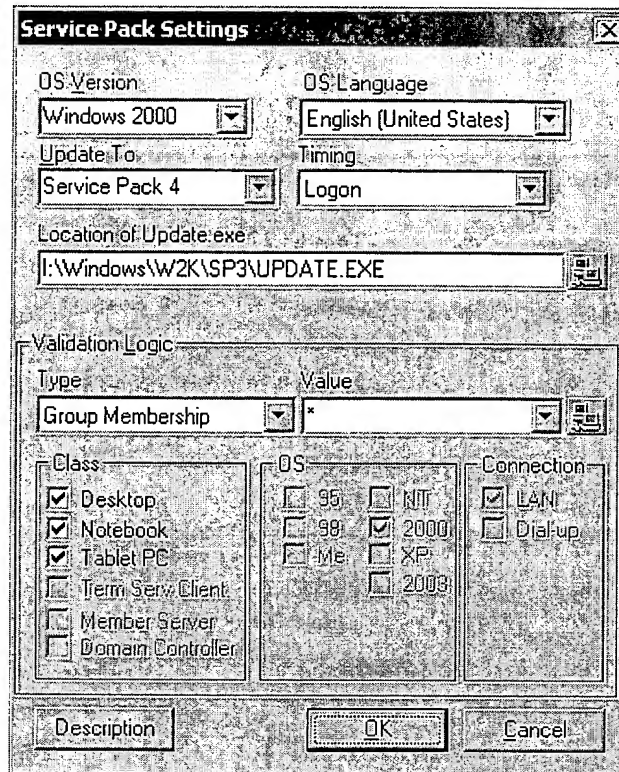 Service Pack Settings
OS Version
OS Language
Windows 2000
English (United States)
Update To
Timing
Service Pack 4
Logon
Location of Update.exe
I:\Windows\W2K\SP3\UPDATE.EXE
Validation Logic
Type
Value
Group Membership
*
Class
OS
Connection
Desktop
95
NT
LAN
Notebook
98
2000
Dial-up
Tablet PC
Me
XP
Term Serv Client
2003
Member Server
Domain Controller
Description
OK
Cancel